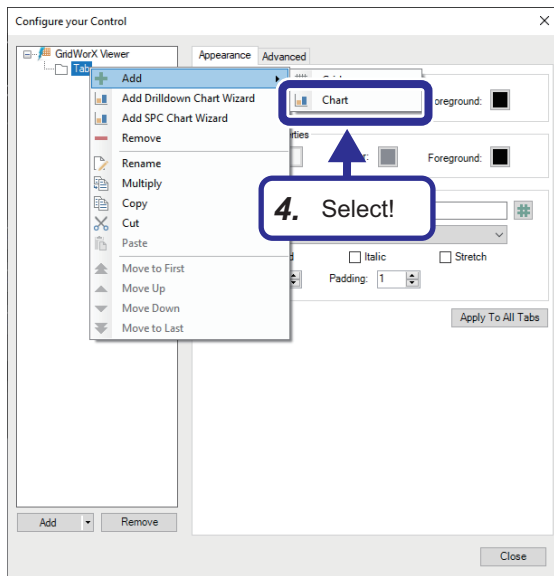 Configure your Control
GridWorX Viewer
Tab
Appearance Advanced
Add
Add Drilldown Chart Wizard
Add SPC Chart Wizard
Remove
Rename
Multiply
Copy
Cut
Paste
Move to First
Move Up
Move Down
Move to Last
Chart
oreground:
rties
Foreground:
4. Select!
Italic
Stretch
Padding: 1
Apply To All Tabs
Add
Remove
Close